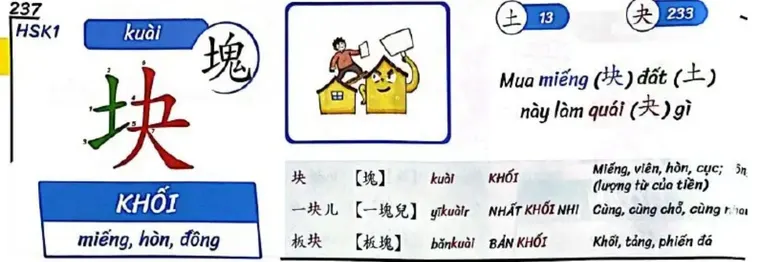 237
HSK1
kuài
塊
块
KHỐI
miếng, hòn, đồng
土 13
夬 233
Mua miếng (块) đất (土)
này làm quái (夬) gì
块 【塊】 kuài KHỐI Miếng, viên, hòn, cục;
(lượng từ của tiền)
一块儿 【一塊兒】 yīkuàir NHẤT KHỐI NHI Cùng, cùng chỗ, cùng
板块 【板塊】 bǎnkuài BẢN KHỐI Khối, tảng, phiến đá